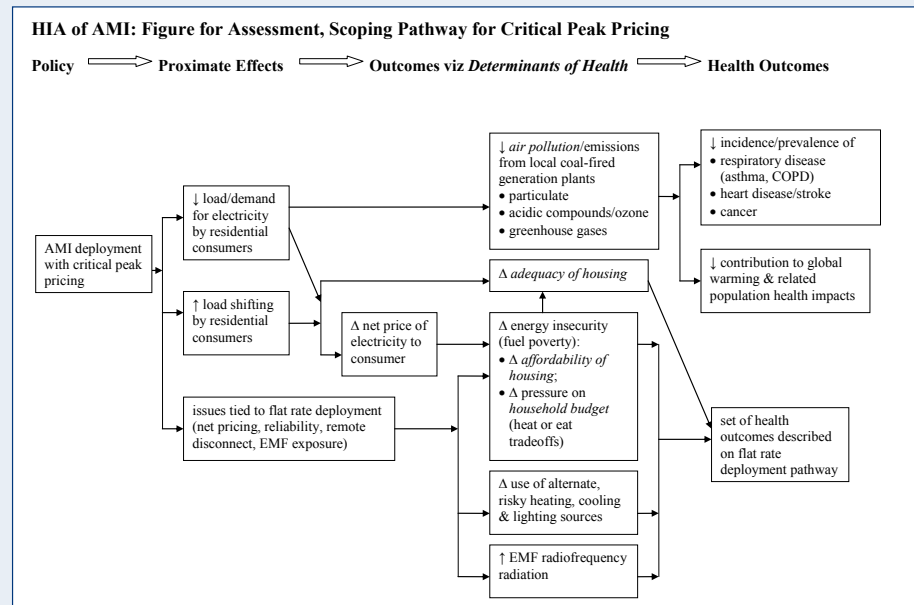 HIA of AMI: Figure for Assessment, Scoping Pathway for Critical Peak Pricing
Policy
Proximate Effects
Outcomes viz Determinants of Health
Health Outcomes
AMI deployment
with critical peak
pricing
↓ load/demand
for electricity
by residential
consumers
↑ load shifting
by residential
consumers
issues tied to flat rate deployment
(net pricing, reliability, remote
disconnect, EMF exposure)
Δ net price of
electricity to
consumer
↓ air pollution/emissions
from local coal-fired
generation plants
• particulate
• acidic compounds/ozone
• greenhouse gases
Δ adequacy of housing
Δ energy insecurity
(fuel poverty):
• Δ affordability of
housing;
• Δ pressure on
household budget
(heat or eat
tradeoffs)
Δ use of alternate,
risky heating, cooling
& lighting sources
↑ EMF radiofrequency
radiation
↓ incidence/prevalence of
• respiratory disease
(asthma, COPD)
• heart disease/stroke
• cancer
↓ contribution to global
warming & related
population health impacts
set of health
outcomes described
on flat rate
deployment pathway